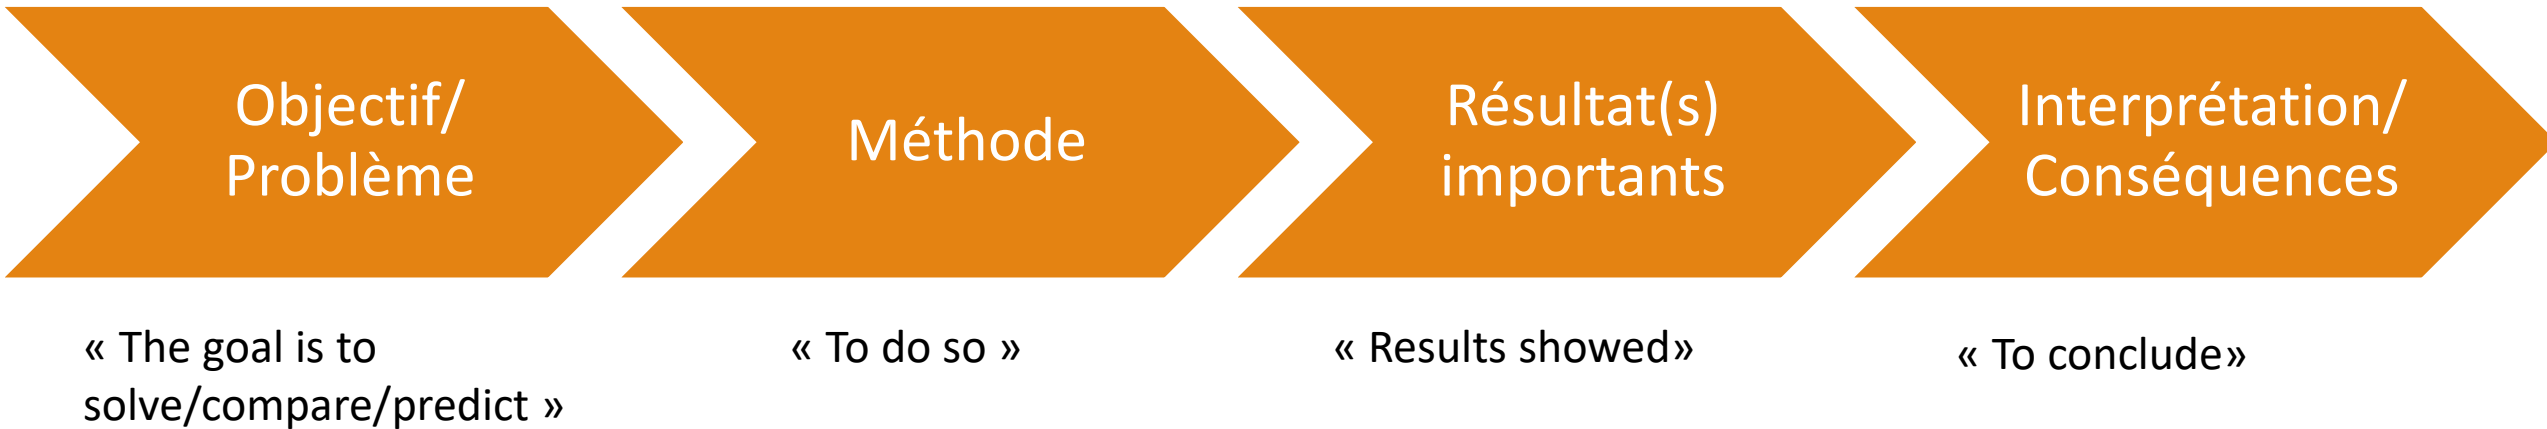 Objectif/
Problème
Méthode
Résultat(s)
importants
Interprétation/
Conséquences
« The goal is to
solve/compare/predict »
« To do so »
« Results showed»
« To conclude»